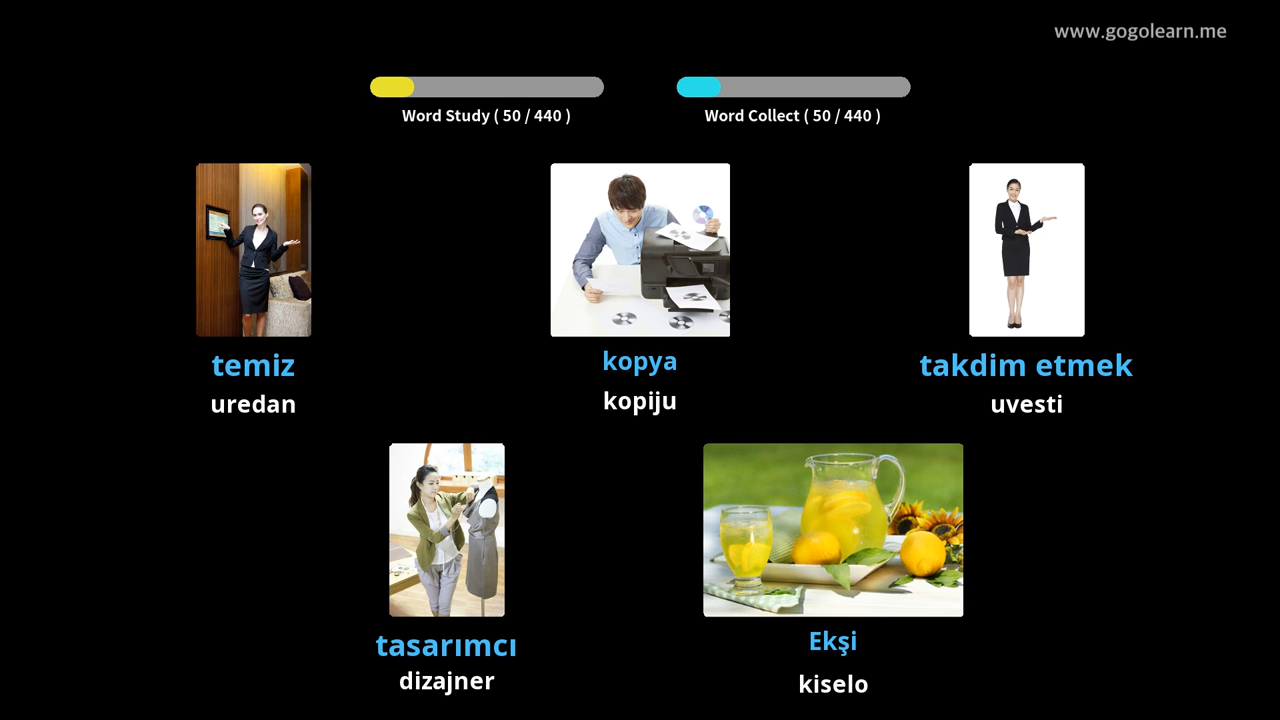 www.gogolearn.me
Word Study ( 50 / 440 )
Word Collect ( 50 / 440 )
temiz
uredan
kopya
kopiju
takdim etmek
uvesti
tasarımcı
dizajner
Ekşi
kiselo